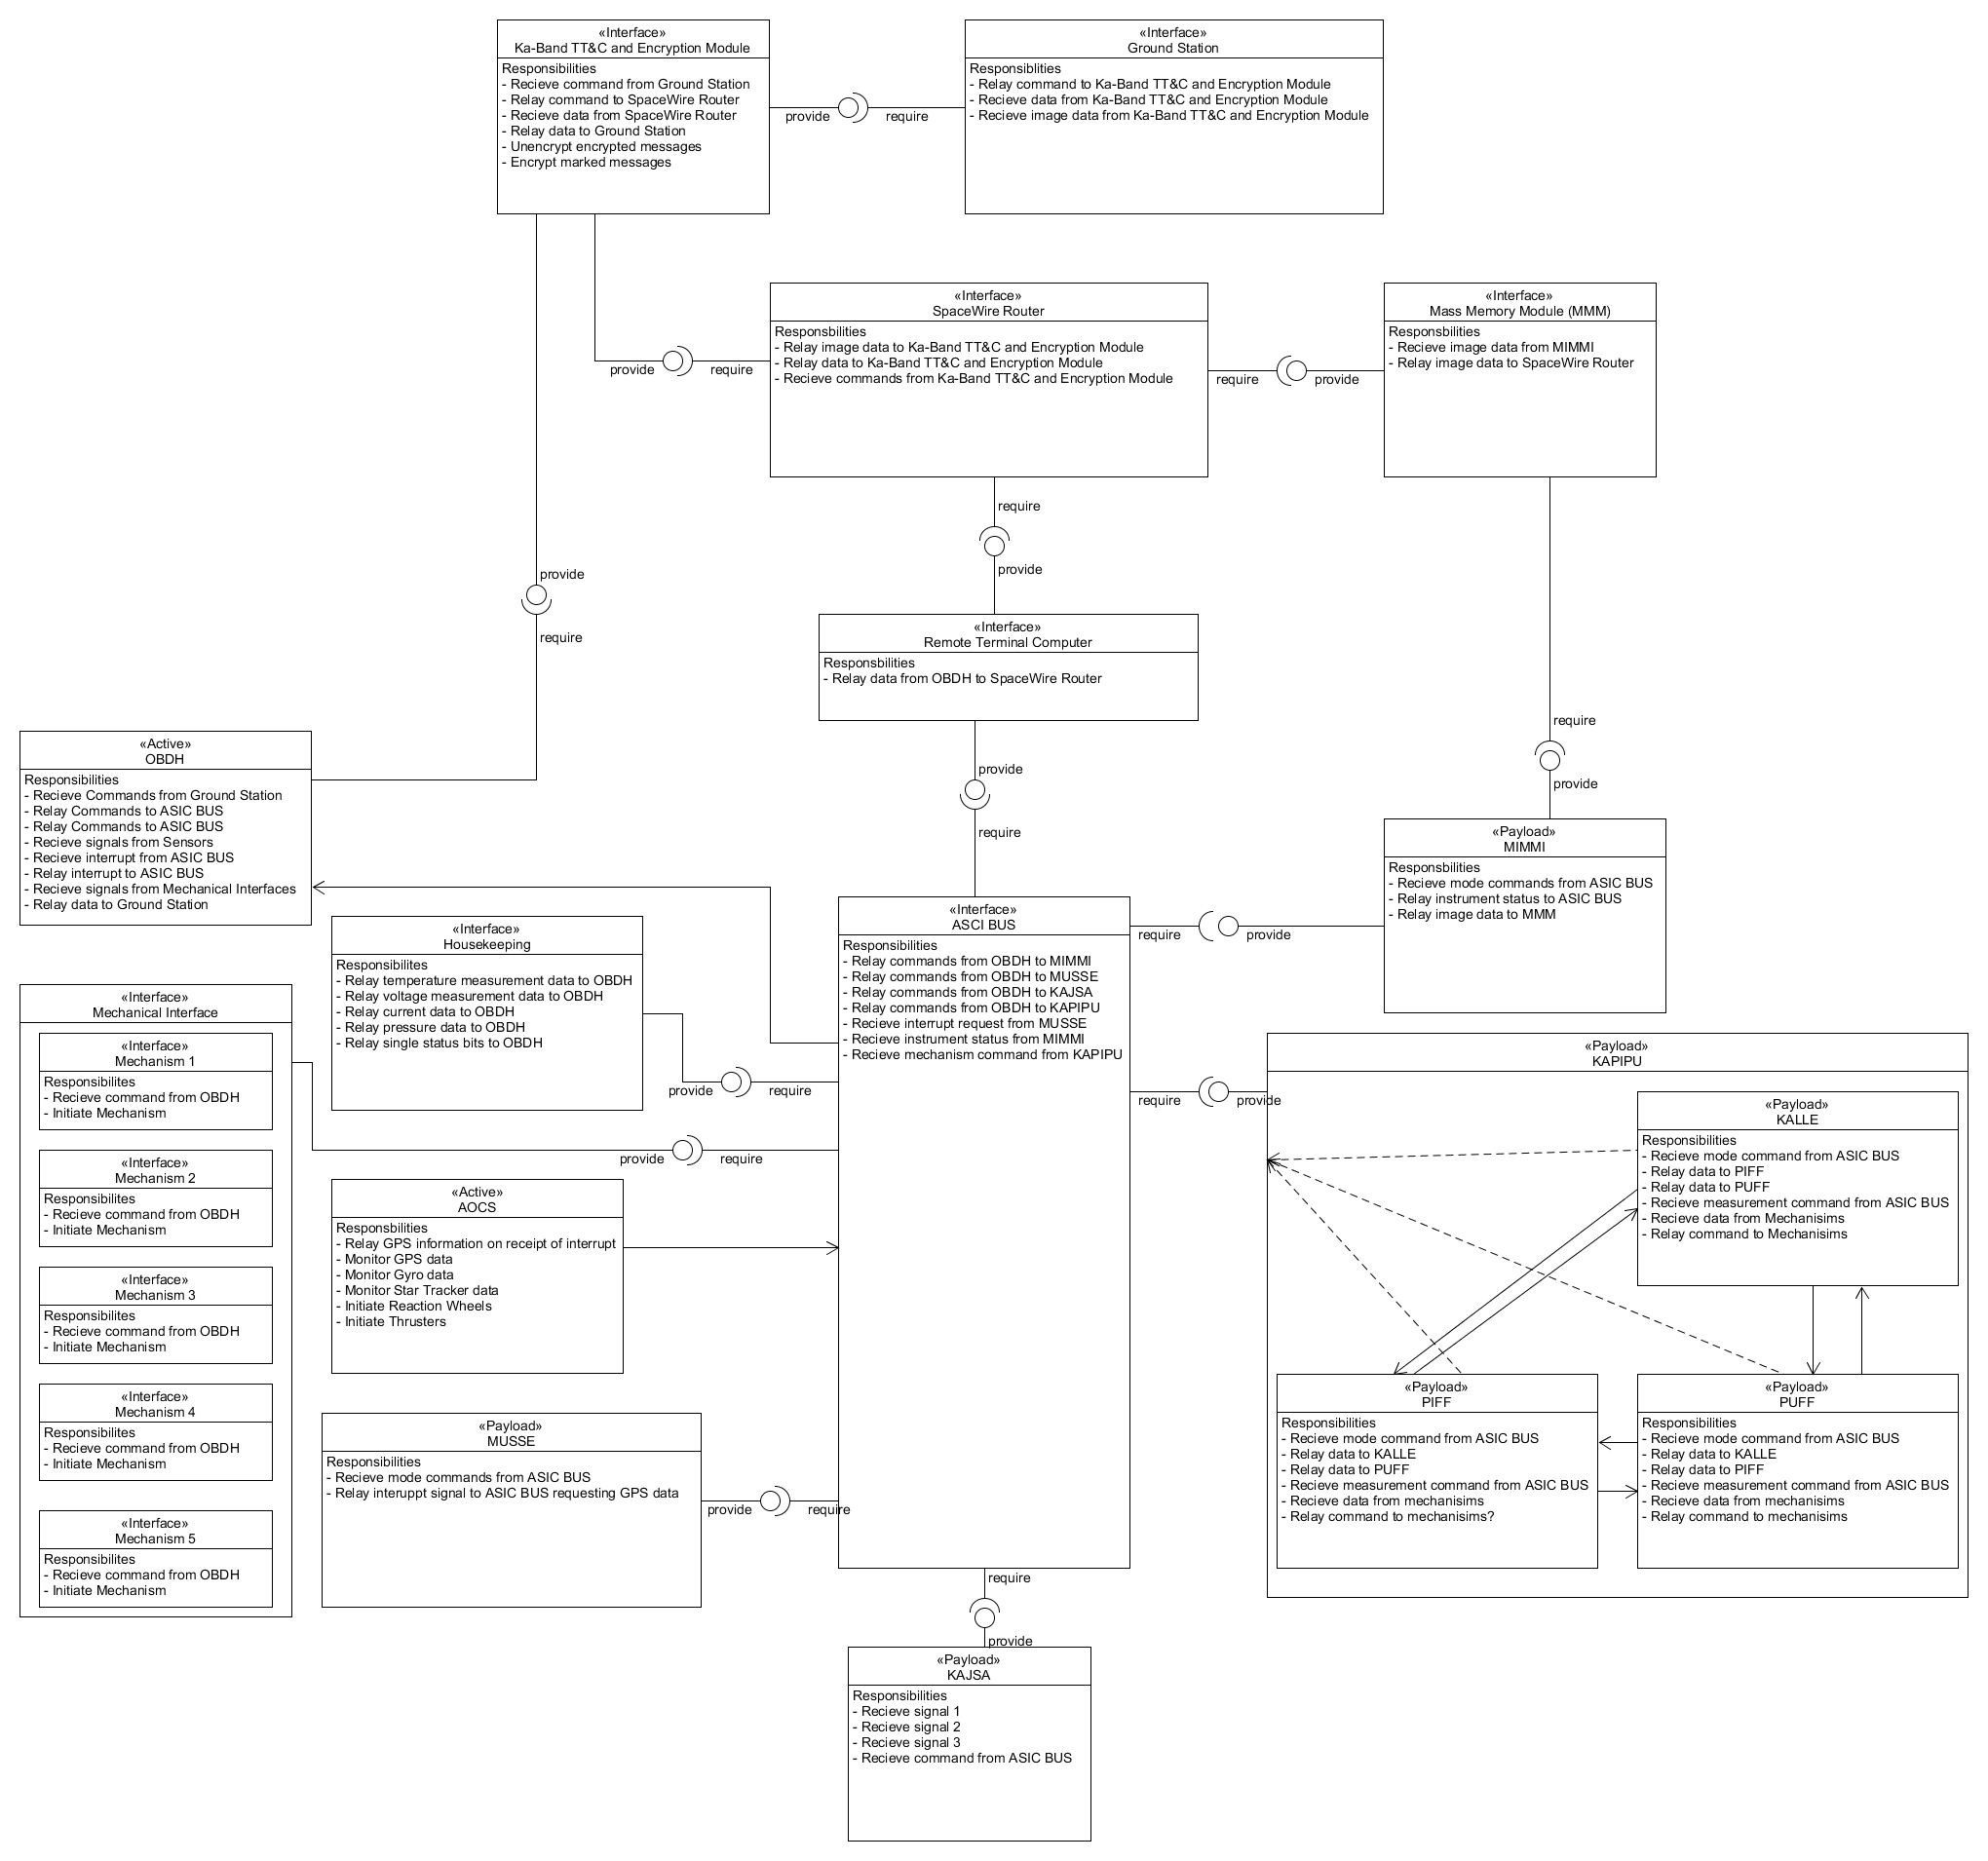 «Interface»
Ka-Band TT&C and Encryption Module
Responsibilities
- Recieve command from Ground Station
- Relay command to SpaceWire Router
- Recieve data from SpaceWire Router
- Relay data to Ground Station
- Unencrypt encrypted messages
- Encrypt marked messages
provide
require
«Interface»
Ground Station
Responsiblities
- Relay command to Ka-Band TT&C and Encryption Module
- Recieve data from Ka-Band TT&C and Encryption Module
- Recieve image data from Ka-Band TT&C and Encryption Module
provide
require
«Interface»
SpaceWire Router
Responsbilities
- Relay image data to Ka-Band TT&C and Encryption Module
- Relay data to Ka-Band TT&C and Encryption Module
- Recieve commands from Ka-Band TT&C and Encryption Module
require
provide
«Interface»
Mass Memory Module (MMM)
Responsbilities
- Recieve image data from MIMMI
- Relay image data to SpaceWire Router
require
provide
provide
require
«Interface»
Remote Terminal Computer
Responsbilities
- Relay data from OBDH to SpaceWire Router
provide
require
require
provide
«Active»
OBDH
Responsibilities
- Recieve Commands from Ground Station
- Relay Commands to ASIC BUS
- Relay Commands to ASIC BUS
- Recieve signals from Sensors
- Recieve interrupt from ASIC BUS
- Relay interrupt to ASIC BUS
- Recieve signals from Mechanical Interfaces
- Relay data to Ground Station
«Payload»
MIMMI
Responsbilities
- Recieve mode commands from ASIC BUS
- Relay instrument status to ASIC BUS
- Relay image data to MMM
«Interface»
ASCI BUS
Responsibilities
- Relay commands from OBDH to MIMMI
- Relay commands from OBDH to MUSSE
- Relay commands from OBDH to KAJSA
- Relay commands from OBDH to KAPIPU
- Recieve interrupt request from MUSSE
- Recieve instrument status from MIMMI
- Recieve mechanism command from KAPIPU
require
provide
«Interface»
Housekeeping
Responsibilites
- Relay temperature measurement data to OBDH
- Relay voltage measurement data to OBDH
- Relay current data to OBDH
- Relay pressure data to OBDH
- Relay single status bits to OBDH
provide
require
«Interface»
Mechanical Interface
«Interface»
Mechanism 1
Responsibilites
- Recieve command from OBDH
- Initiate Mechanism
«Interface»
Mechanism 2
Responsibilites
- Recieve command from OBDH
- Initiate Mechanism
«Interface»
Mechanism 3
Responsibilites
- Recieve command from OBDH
- Initiate Mechanism
«Interface»
Mechanism 4
Responsibilites
- Recieve command from OBDH
- Initiate Mechanism
«Interface»
Mechanism 5
Responsibilites
- Recieve command from OBDH
- Initiate Mechanism
provide
require
«Active»
AOCS
Responsbilities
- Relay GPS information on receipt of interrupt
- Monitor GPS data
- Monitor Gyro data
- Monitor Star Tracker data
- Initiate Reaction Wheels
- Initiate Thrusters
«Payload»
MUSSE
Responsibilities
- Recieve mode commands from ASIC BUS
- Relay interuppt signal to ASIC BUS requesting GPS data
provide
require
require
provide
«Payload»
KAPIPU
«Payload»
KALLE
Responsibilities
- Recieve mode command from ASIC BUS
- Relay data to PIFF
- Relay data to PUFF
- Recieve measurement command from ASIC BUS
- Recieve data from Mechanisims
- Relay command to Mechanisims
«Payload»
PIFF
Responsibilities
- Recieve mode command from ASIC BUS
- Relay data to KALLE
- Relay data to PUFF
- Recieve measurement command from ASIC BUS
- Recieve data from mechanisims
- Relay command to mechanisims?
«Payload»
PUFF
Responsibilities
- Recieve mode command from ASIC BUS
- Relay data to KALLE
- Relay data to PIFF
- Recieve measurement command from ASIC BUS
- Recieve data from mechanisims
- Relay command to mechanisims
require
provide
«Payload»
KAJSA
Responsibilities
- Recieve signal 1
- Recieve signal 2
- Recieve signal 3
- Recieve command from ASIC BUS